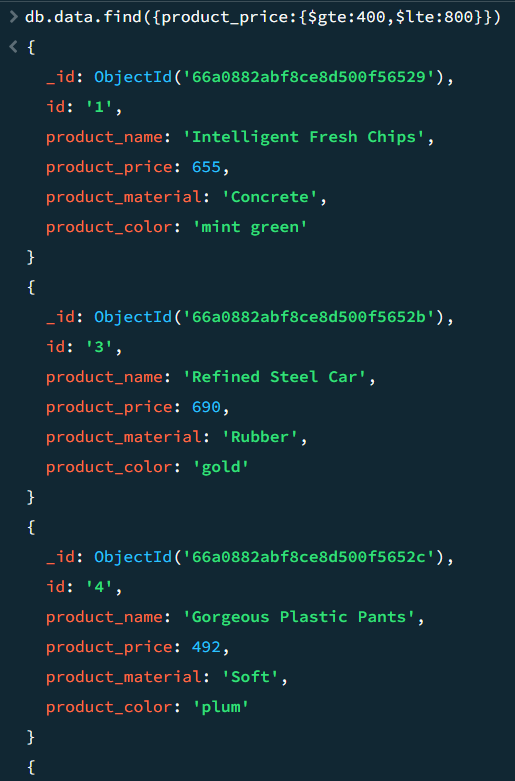 > db.data.find({product_price:{$gte:400,$lte:800}})
< {
_id: ObjectId('66a0882abf8ce8d500f56529'),
id: '1',
product_name: 'Intelligent Fresh Chips',
product_price: 655,
product_material: 'Concrete',
product_color: 'mint green'
}
{
_id: ObjectId('66a0882abf8ce8d500f5652b'),
id: '3',
product_name: 'Refined Steel Car',
product_price: 690,
product_material: 'Rubber',
product_color: 'gold'
}
{
_id: ObjectId('66a0882abf8ce8d500f5652c'),
id: '4',
product_name: 'Gorgeous Plastic Pants',
product_price: 492,
product_material: 'Soft',
product_color: 'plum'
}
{